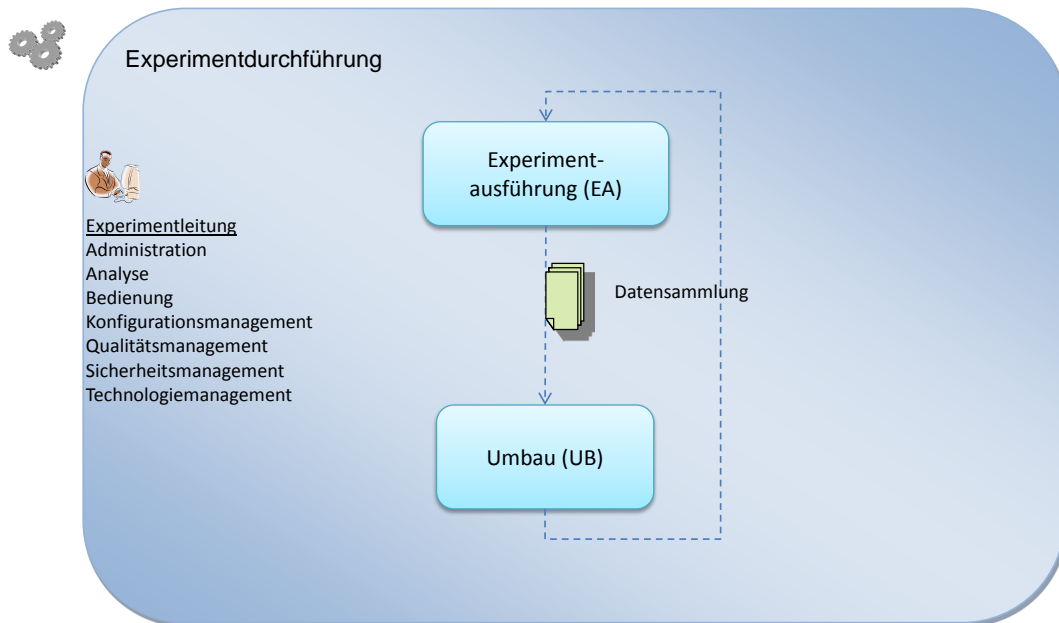 Experimentdurchführung
Experiment-
ausführung (EA)
Experimentleitung
Administration
Analyse
Bedienung
Konfigurationsmanagement
Qualitätsmanagement
Sicherheitsmanagement
Technologiemanagement
Datensammlung
Umbau (UB)